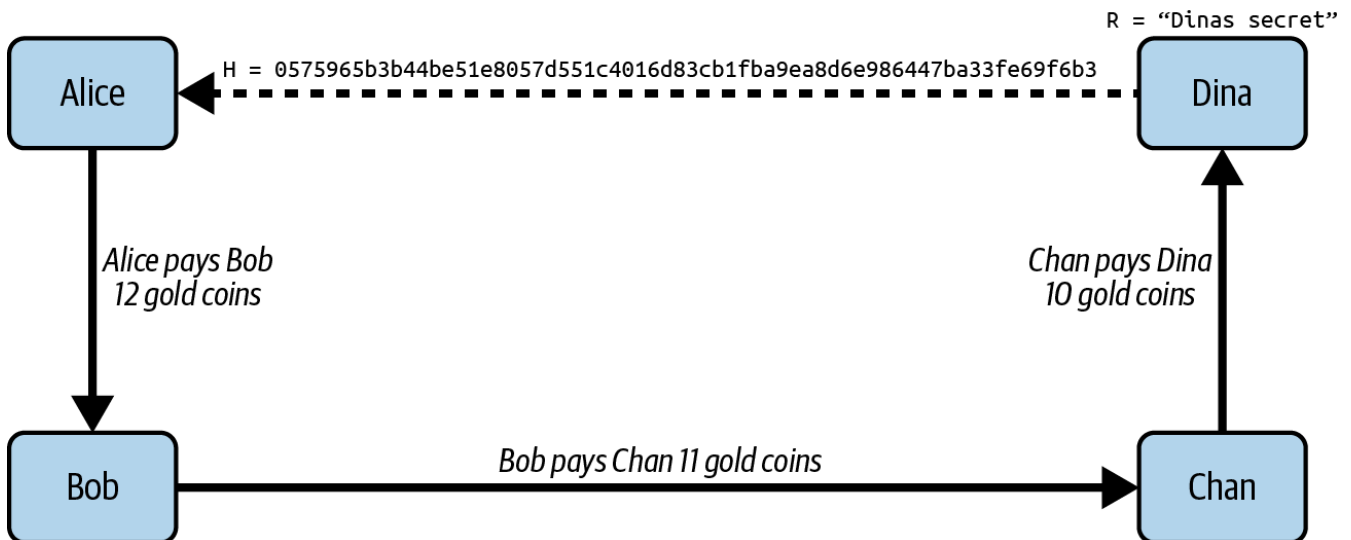 R = “Dinas secret”
Alice
H = 0575965b3b44be51e8057d551c4016d83cb1fba9ea8d6e986447ba33fe69f6b3
Dina
Alice pays Bob
12 gold coins
Chan pays Dina
10 gold coins
Bob
Bob pays Chan 11 gold coins
Chan